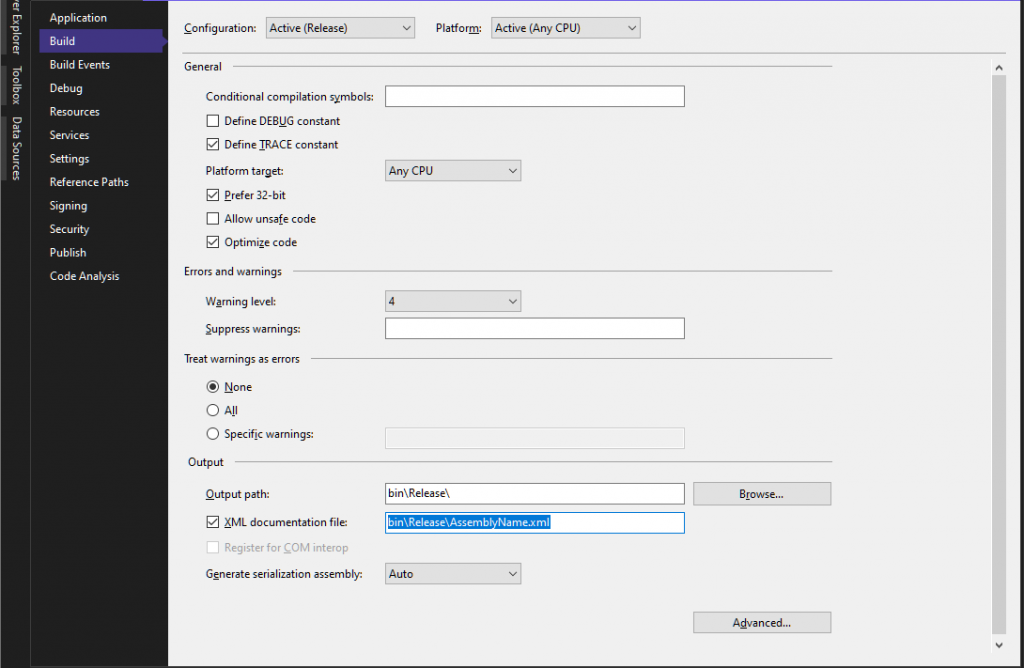 ver Explorer
Toolbox
Data Sources
Application
Build
Build Events
Debug
Resources
Services
Settings
Reference Paths
Signing
Security
Publish
Code Analysis
Configuration: Active (Release) Platform: Active (Any CPU)
General
Conditional compilation symbols:
Define DEBUG constant
Define TRACE constant
Platform target: Any CPU
Prefer 32-bit
Allow unsafe code
Optimize code
Errors and warnings
Warning level: 4
Suppress warnings:
Treat warnings as errors
None
All
Specific warnings:
Output
Output path: bin\Release\ Browse...
XML documentation file: bin\Release\AssemblyName.xml
Register for COM interop
Generate serialization assembly: Auto
Advanced...